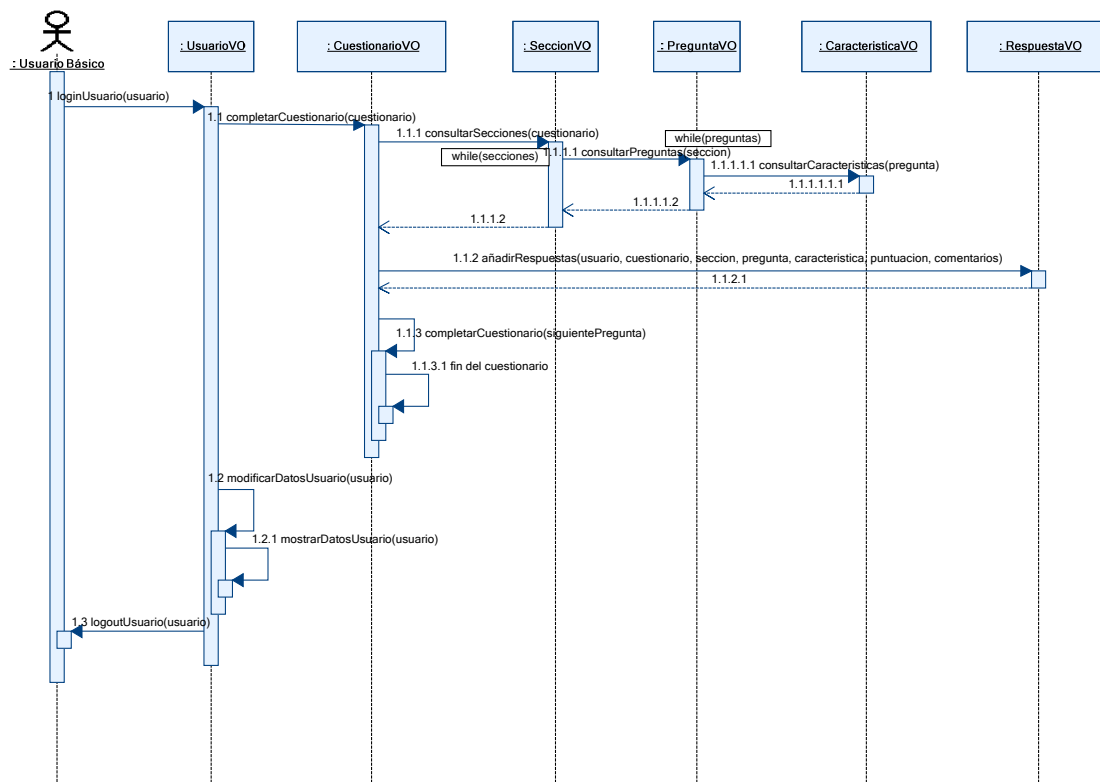 : Usuario Básico
: UsuarioVO
: CuestionarioVO
: SeccionVO
: PreguntaVO
: CaracteristicaVO
: RespuestaVO
1 loginUsuario(usuario)
1.1 completarCuestionario(cuestionario)
1.1.1 consultarSecciones(cuestionario)
while(preguntas)
while(secciones)
1.1.1.1 consultarPreguntas(seccion)
1.1.1.1.1 consultarCaracteristicas(pregunta)
1.1.1.1.1.1
1.1.1.1.2
1.1.1.2
1.1.2 añadirRespuestas(usuario, cuestionario, seccion, pregunta, caracteristica, puntuacion, comentarios)
1.1.2.1
1.1.3 completarCuestionario(siguientePregunta)
1.1.3.1 fin del cuestionario
1.2 modificarDatosUsuario(usuario)
1.2.1 mostrarDatosUsuario(usuario)
1.3 logoutUsuario(usuario)